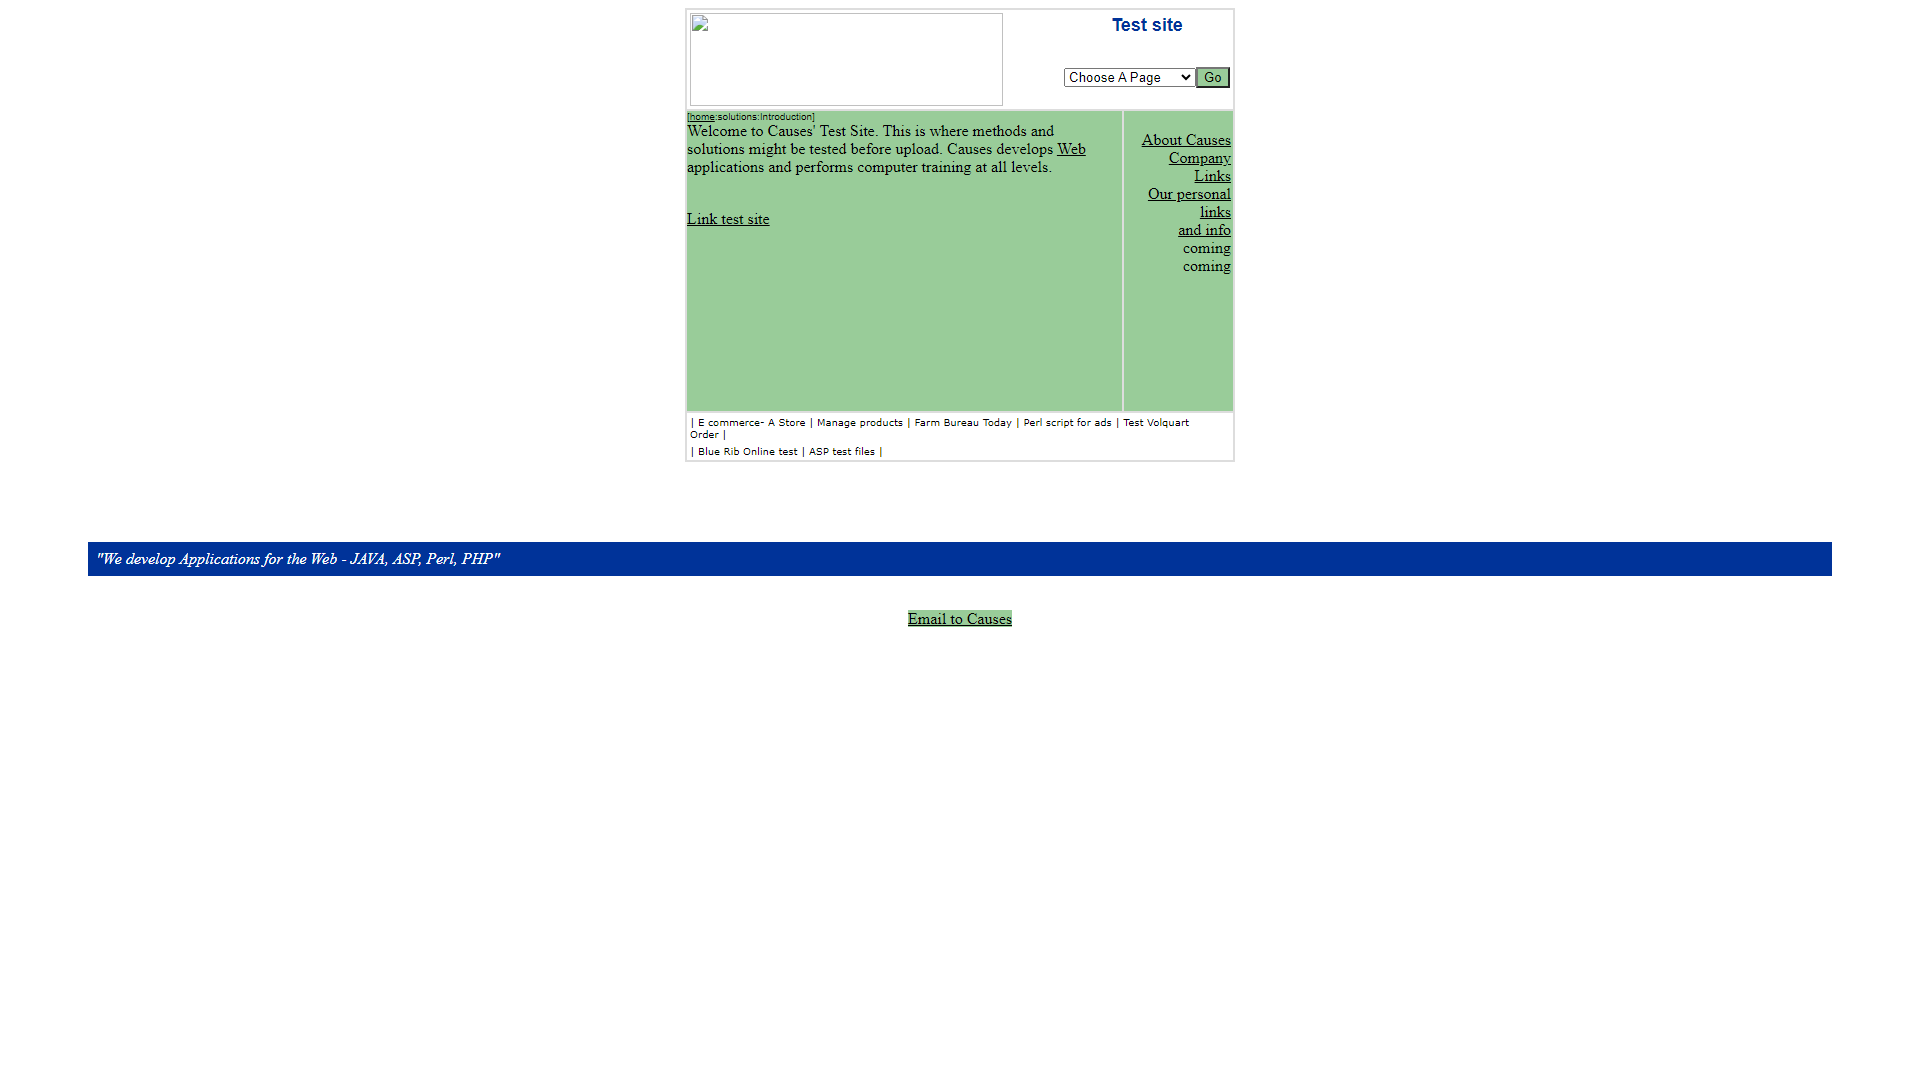 Test site
Choose A Page
Go
[home:solutions:Introduction]
Welcome to Causes' Test Site. This is where methods and
solutions might be tested before upload. Causes develops Web
applications and performs computer training at all levels.
Link test site
About Causes
Company
Links
Our personal
links
and info
coming
coming
| E commerce- A Store | Manage products | Farm Bureau Today | Perl script for ads | Test Volquart
Order |
| Blue Rib Online test | ASP test files |
"We develop Applications for the Web - JAVA, ASP, Perl, PHP"
Email to Causes